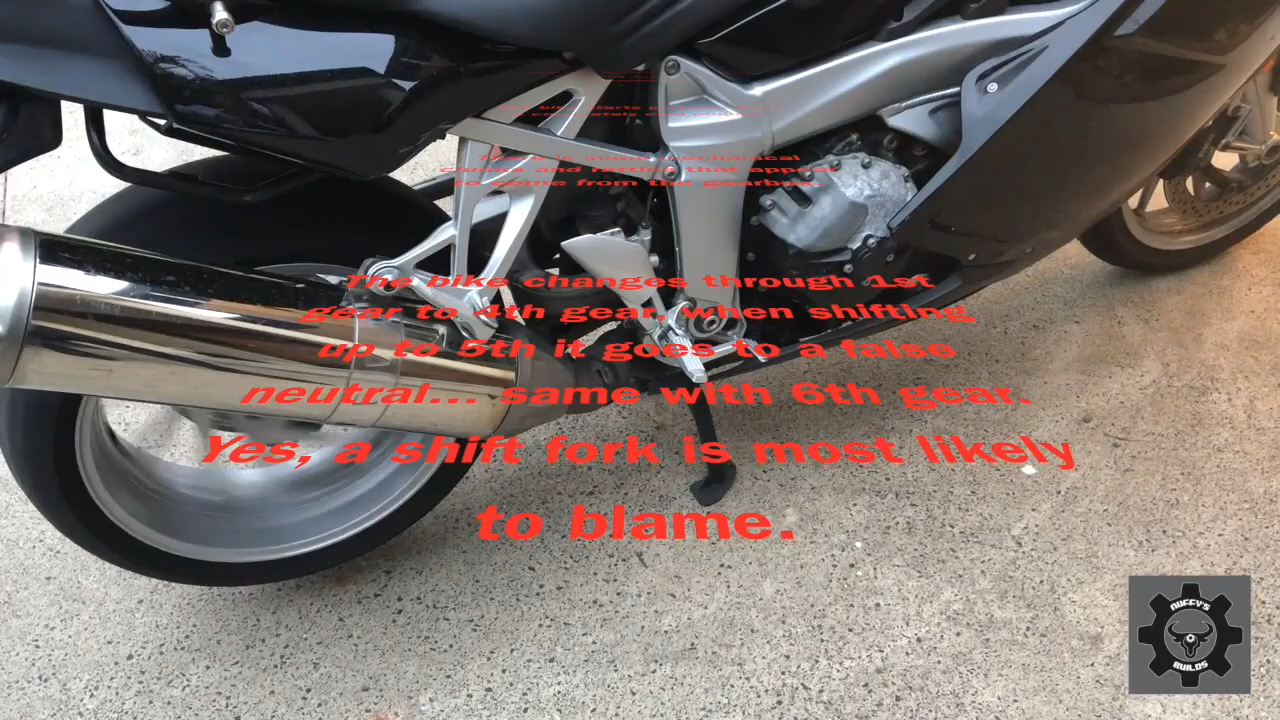 There is some mechanical
clunks and rattles that appear
to come from the gearbox.
The bike changes through 1st
gear to 4th gear, when shifting
up to 5th it goes to a false
neutral... same with 6th gear.
Yes, a shift fork is most likely
to blame.
NUFFY'S
BUILDS